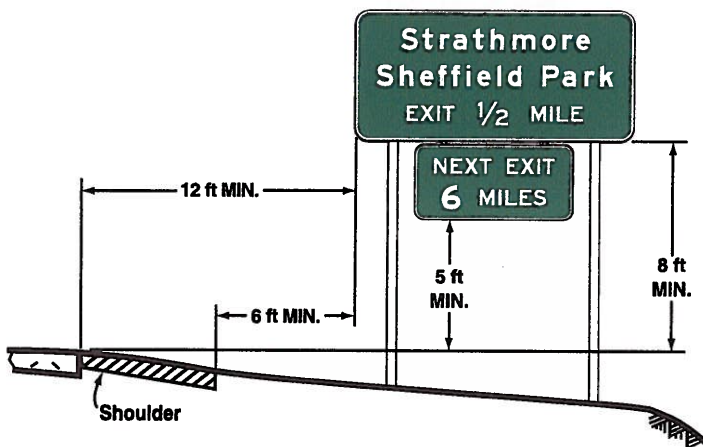 Strathmore
Sheffield Park
EXIT 1/2 MILE
NEXT EXIT
6 MILES
12 ft MIN.
6 ft MIN.
5 ft
MIN.
8 ft
MIN.
Shoulder